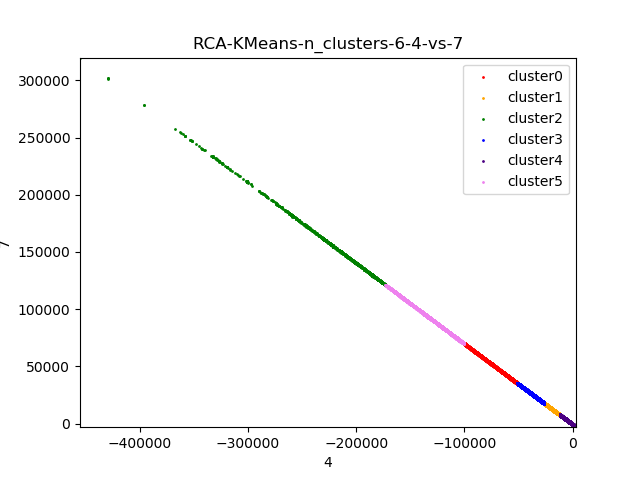 RCA-KMeans-n_clusters-6-4-vs-7
300000
250000
200000
150000
100000
50000
0
7
cluster0
cluster1
cluster2
cluster3
cluster4
cluster5
−400000
−300000
−200000
−100000
0
4